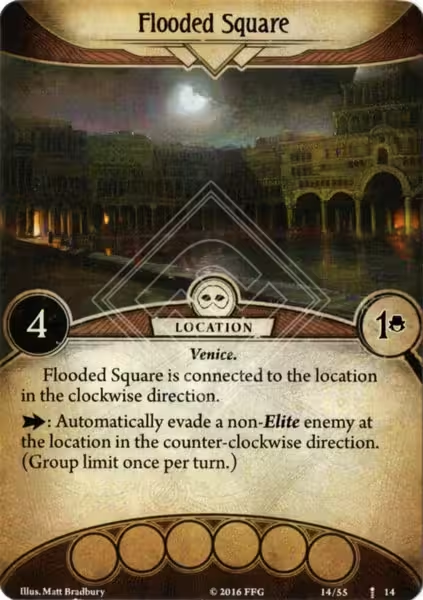 Flooded Square
4
LOCATION
1
Venice.
Flooded Square is connected to the location
in the clockwise direction.
: Automatically evade a non-Elite enemy at
the location in the counter-clockwise direction.
(Group limit once per turn.)
Illus. Matt Bradbury
© 2016 FFG
14/55
14